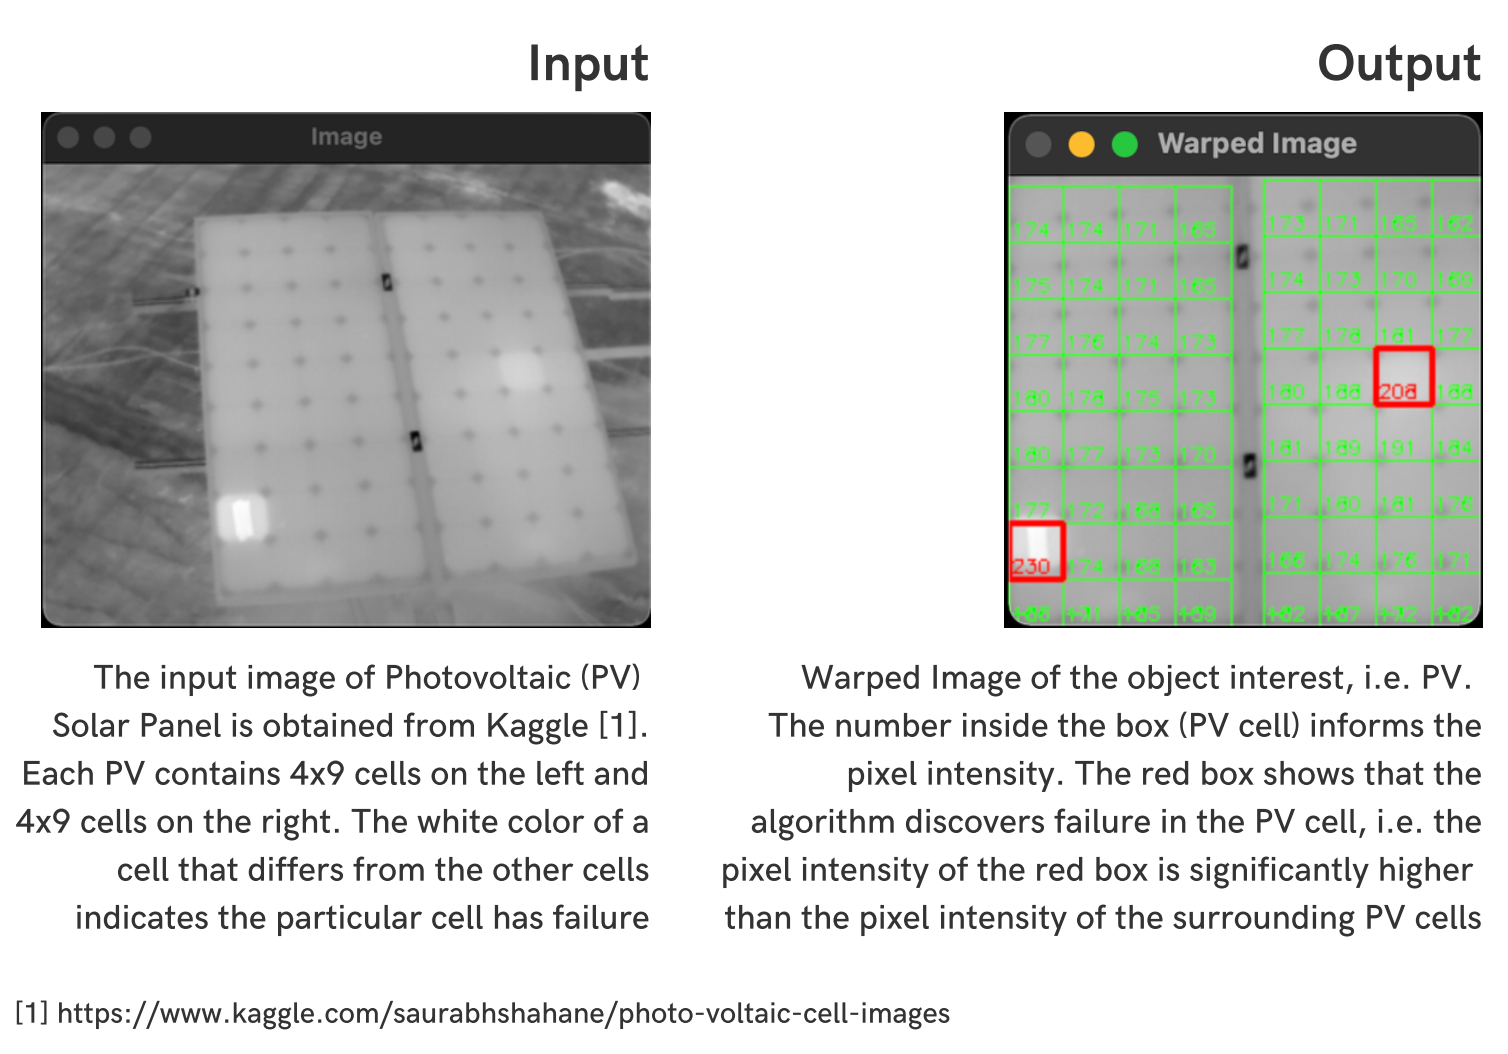 Input
Output
Image
Warped Image
174 174 171 165
173 171 165 162
175 174 171 165
174 173 170 169
177 176 174 173
177 178 181 177
180 178 175 173
180 188 208 188
180 177 173 170
181 189 191 184
177 172 168 165
171 180 181 178
230 174 168 163
166 174 176 171
The input image of Photovoltaic (PV)
Solar Panel is obtained from Kaggle [1].
Each PV contains 4x9 cells on the left and
4x9 cells on the right. The white color of a
cell that differs from the other cells
indicates the particular cell has failure
Warped Image of the object interest, i.e. PV.
The number inside the box (PV cell) informs the
pixel intensity. The red box shows that the
algorithm discovers failure in the PV cell, i.e. the
pixel intensity of the red box is significantly higher
than the pixel intensity of the surrounding PV cells
[1] https://www.kaggle.com/saurabhshahane/photo-voltaic-cell-images